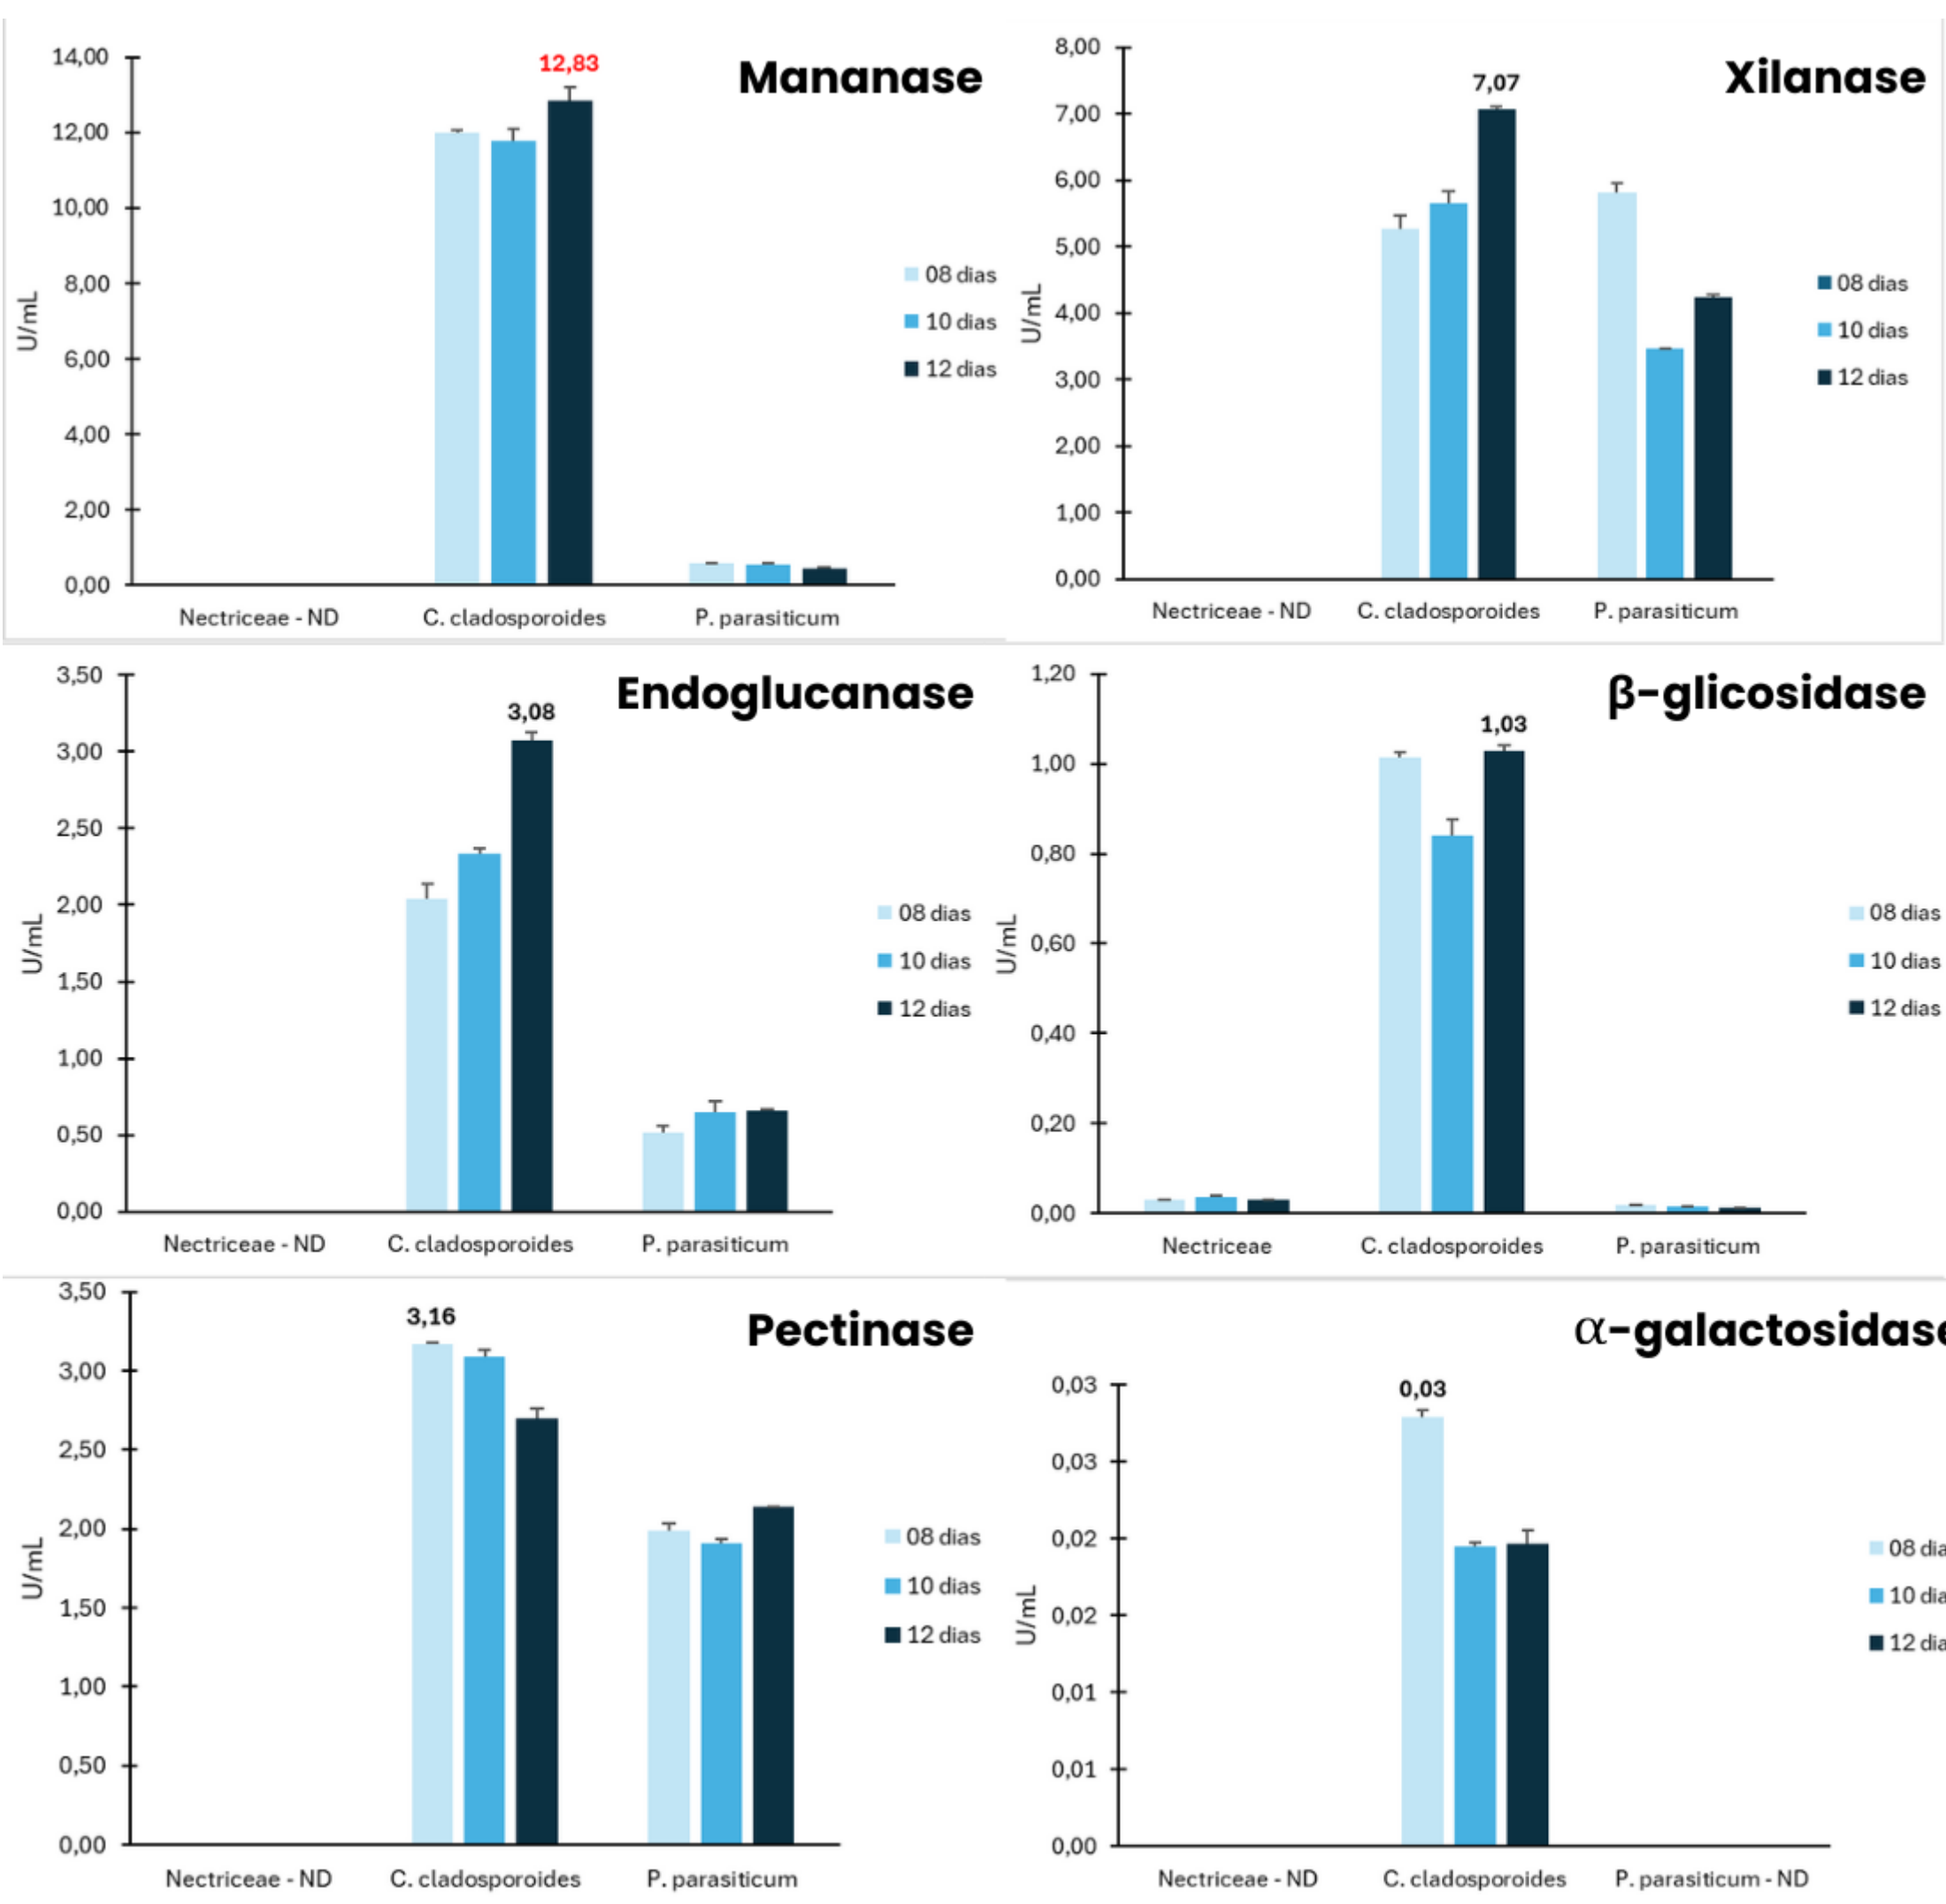 Mananase
14,00
12,00
10,00
8,00
6,00
4,00
2,00
0,00
U/mL
12,83
08 dias
10 dias
12 dias
Nectriceae - ND
C. cladosporoides
P. parasiticum
Xilanase
8,00
7,00
6,00
5,00
4,00
3,00
2,00
1,00
0,00
U/mL
7,07
08 dias
10 dias
12 dias
Nectriceae - ND
C. cladosporoides
P. parasiticum
Endoglucanase
3,50
3,00
2,50
2,00
1,50
1,00
0,50
0,00
U/mL
3,08
08 dias
10 dias
12 dias
Nectriceae - ND
C. cladosporoides
P. parasiticum
β-glicosidase
1,20
1,00
0,80
0,60
0,40
0,20
0,00
U/mL
1,03
08 dias
10 dias
12 dias
Nectriceae
C. cladosporoides
P. parasiticum
Pectinase
3,50
3,00
2,50
2,00
1,50
1,00
0,50
0,00
U/mL
3,16
08 dias
10 dias
12 dias
Nectriceae - ND
C. cladosporoides
P. parasiticum
α-galactosidase
0,03
0,03
0,02
0,02
0,01
0,01
0,00
U/mL
0,03
08 dia
10 dia
12 dia
Nectriceae - ND
C. cladosporoides
P. parasiticum - ND